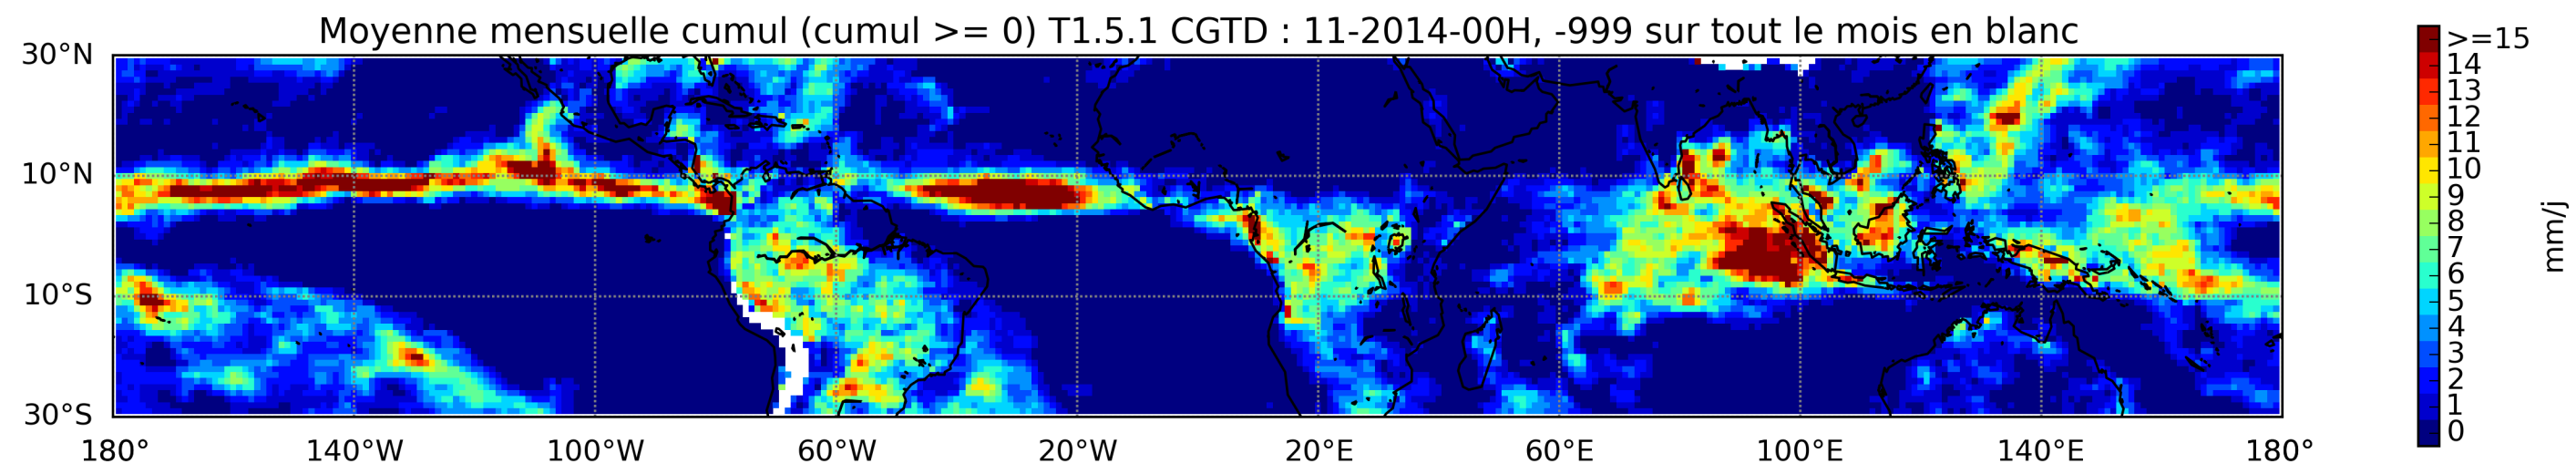 Moyenne mensuelle cumul (cumul >= 0) T1.5.1 CGTD : 11-2014-00H, -999 sur tout le mois en blanc
30°N
10°N
10°S
30°S
180° 140°W 100°W 60°W 20°W 20°E 60°E 100°E 140°E 180°
>=15
14
13
12
11
10
9
8
7
6
5
4
3
2
1
0
mm/j